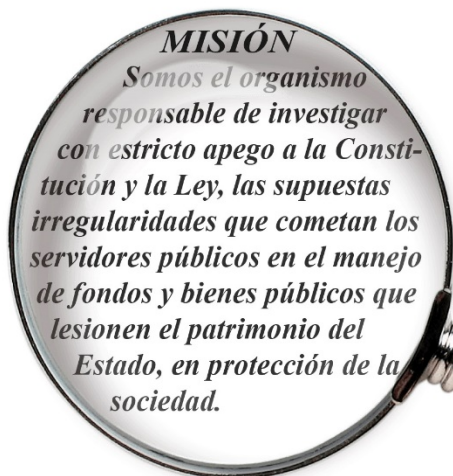 MISIÓN
Somos el organismo
responsable de investigar
con estricto apego a la Consti-
tución y la Ley, las supuestas
irregularidades que cometan los
servidores públicos en el manejo
de fondos y bienes públicos que
lesionen el patrimonio del
Estado, en protección de la
sociedad.